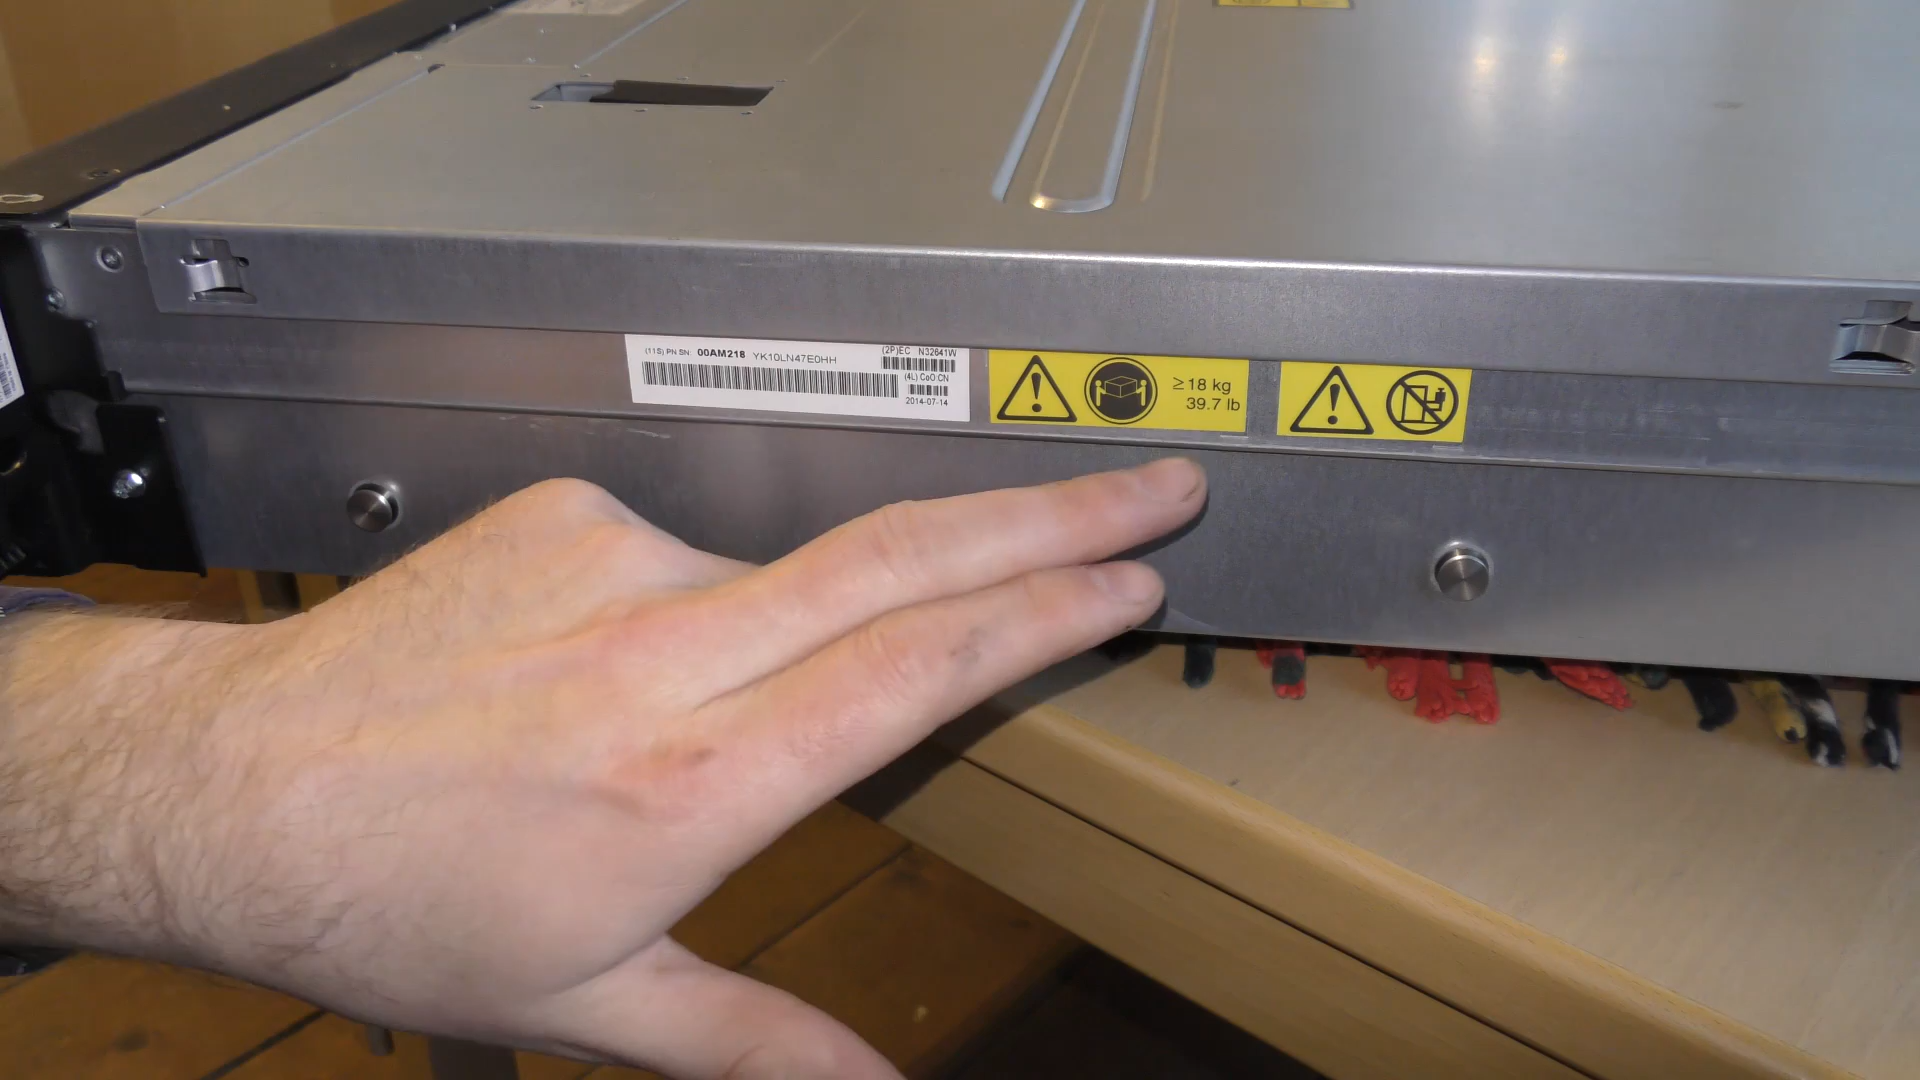 (11S) PN SN: 00AM218 YK10LN47E0HH
(2P)EC N32641W
(4L) CoO:CN
2014-07-14
≥18 kg
39.7 lb